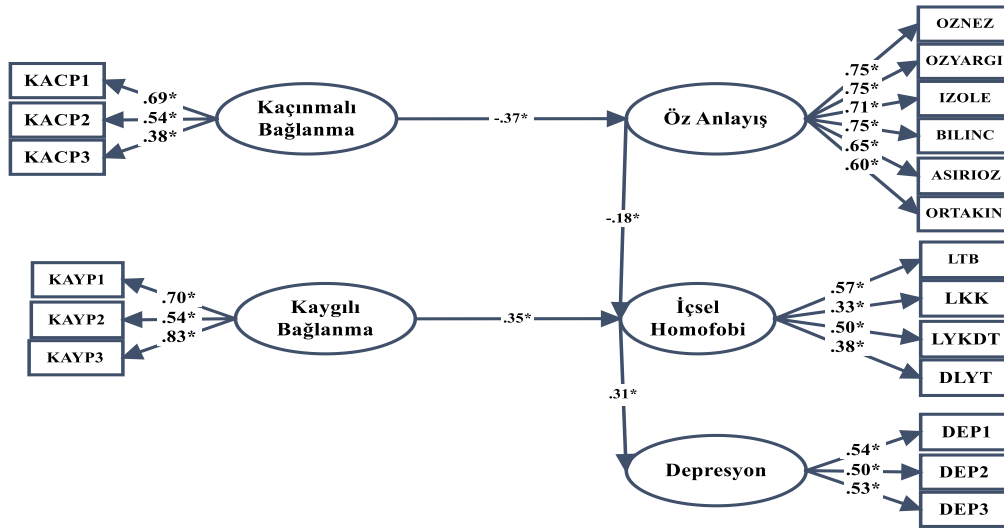 KACP1
KACP2
KACP3
.69*
.54*
.38*
Kaçınmalı
Bağlanma
-.37*
Öz Anlayış
.75*
.75*
.71*
.75*
.65*
.60*
OZNEZ
OZYARGI
IZOLE
BILINC
ASIRIOZ
ORTAKIN
-.18*
KAYP1
KAYP2
KAYP3
.70*
.54*
.83*
Kaygılı
Bağlanma
.35*
İçsel
Homofobi
.57*
.33*
.50*
.38*
LTB
LKK
LYKDT
DLYT
.31*
Depresyon
.54*
.50*
.53*
DEP1
DEP2
DEP3